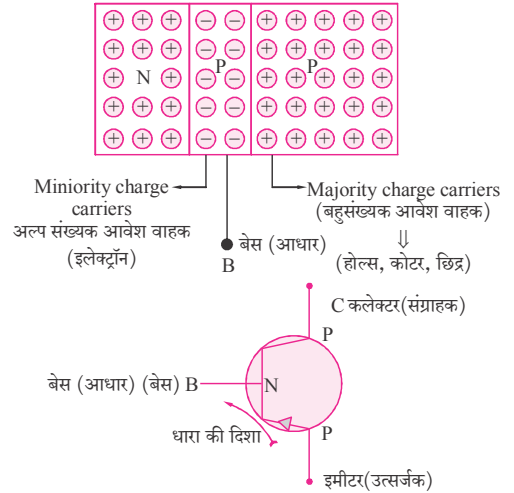 N
P
P
Miniority charge
carriers
अल्प संख्यक आवेश वाहक
(इलेक्ट्रॉन)
बेस (आधार)
B
Majority charge carriers
(बहुसंख्यक आवेश वाहक)
⇓
(होल्स, कोटर, छिद्र)
C कलेक्टर(संग्राहक)
P
बेस (आधार) (बेस) B
N
धारा की दिशा
P
इमीटर(उत्सर्जक)